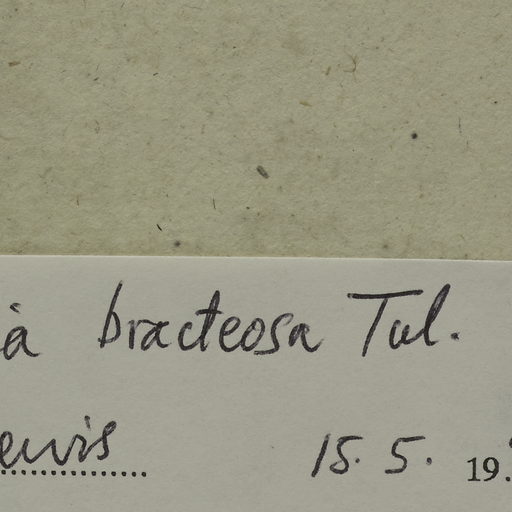 ia bracteosa Tul.
ewis 15. 5. 19.